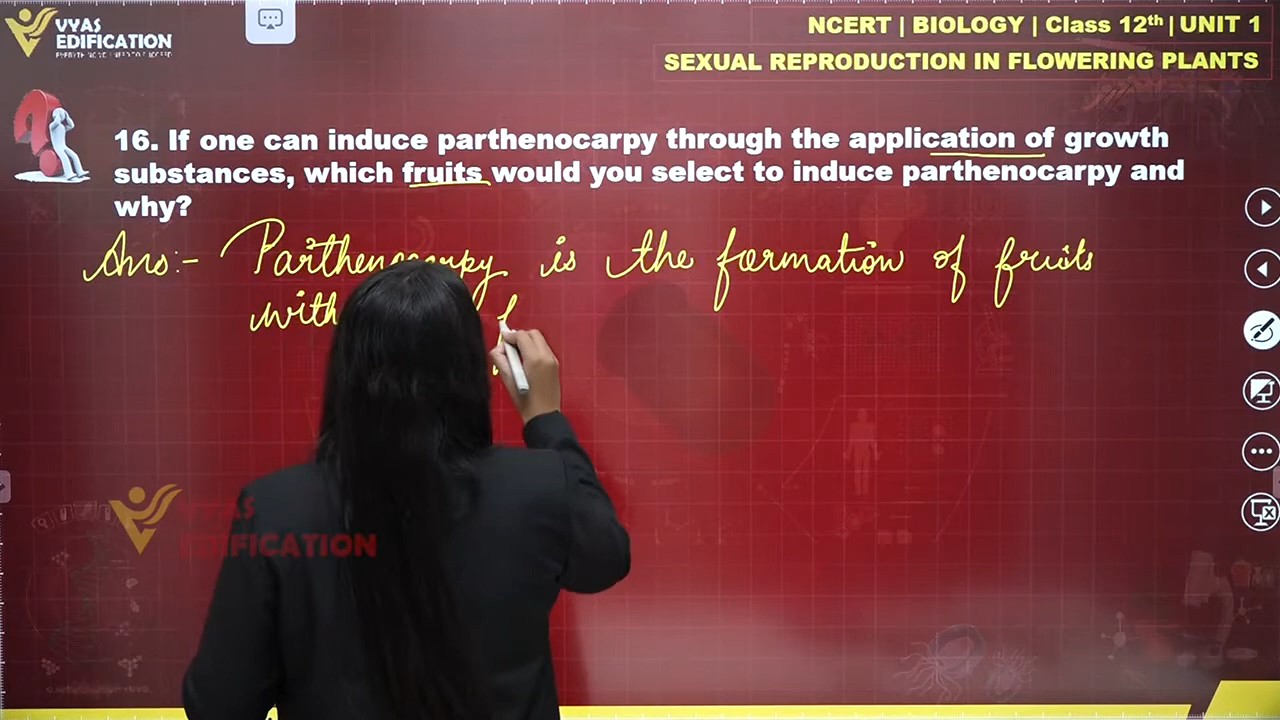 VYAS
EDIFICATION
NCERT | BIOLOGY | Class 12th | UNIT 1
SEXUAL REPRODUCTION IN FLOWERING PLANTS
16. If one can induce parthenocarpy through the application of growth
substances, which fruits would you select to induce parthenocarpy and
why?
Ans:- Parthenocarpy is the formation of fruits
with
VYAS
EDIFICATION